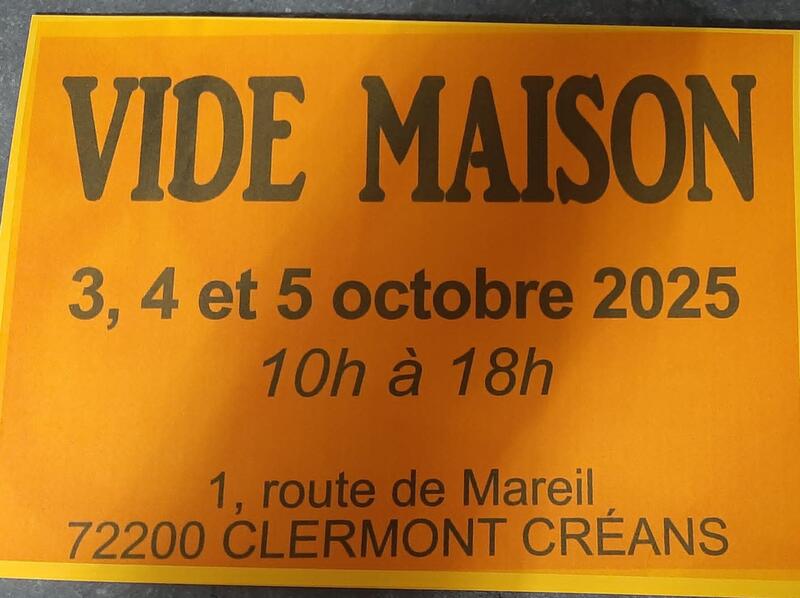 VIDE MAISON
3, 4 et 5 octobre 2025
10h à 18h
1, route de Mareil
72200 CLERMONT CRÉANS